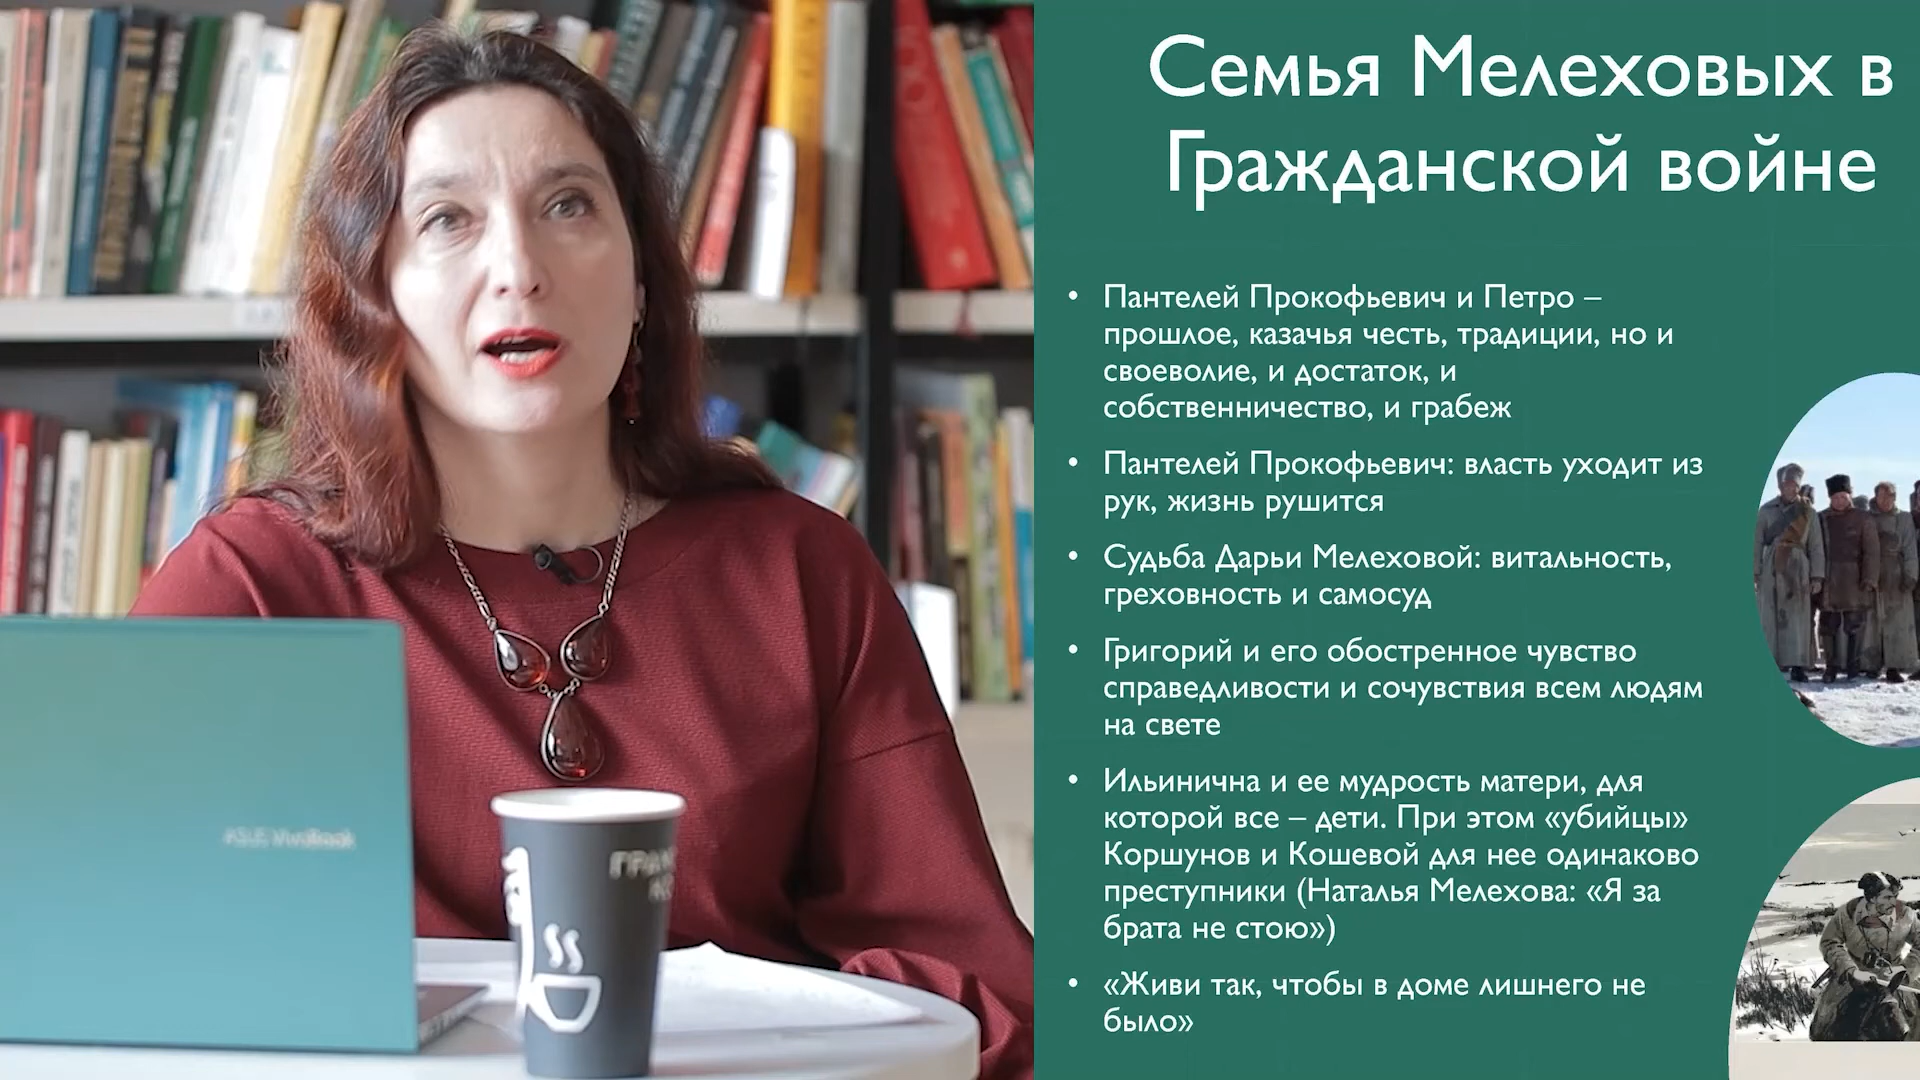 Семья Мелеховых в
Гражданской войне
• Пантелей Прокофьевич и Петро –
прошлое, казачья честь, традиции, но и
своеволие, и достаток, и
собственничество, и грабеж
• Пантелей Прокофьевич: власть уходит из
рук, жизнь рушится
• Судьба Дарьи Мелеховой: витальность,
греховность и самосуд
• Григорий и его обостренное чувство
справедливости и сочувствия всем людям
на свете
• Ильинична и ее мудрость матери, для
которой все – дети. При этом «убийцы»
Коршунов и Кошевой для нее одинаково
преступники (Наталья Мелехова: «Я за
брата не стою»)
• «Живи так, чтобы в доме лишнего не
было»
ASUS VivoBook